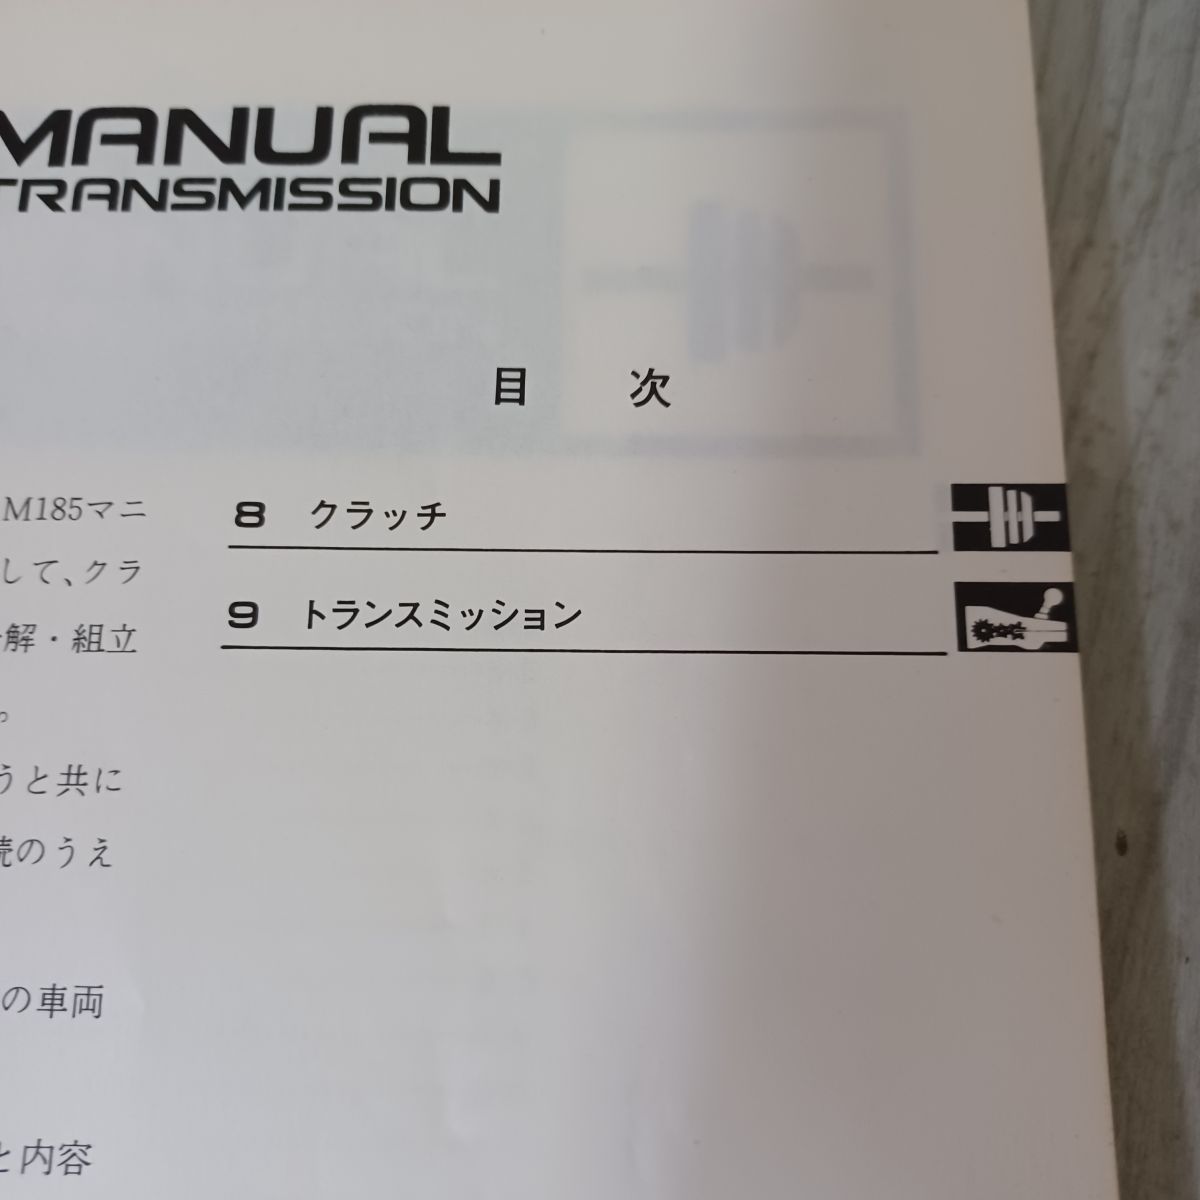 MANUAL
TRANSMISSION
目 次
8 クラッチ
9 トランスミッション
M185マニ
して、クラ
解・組立
。
うと共に
続のうえ
の車両
と内容